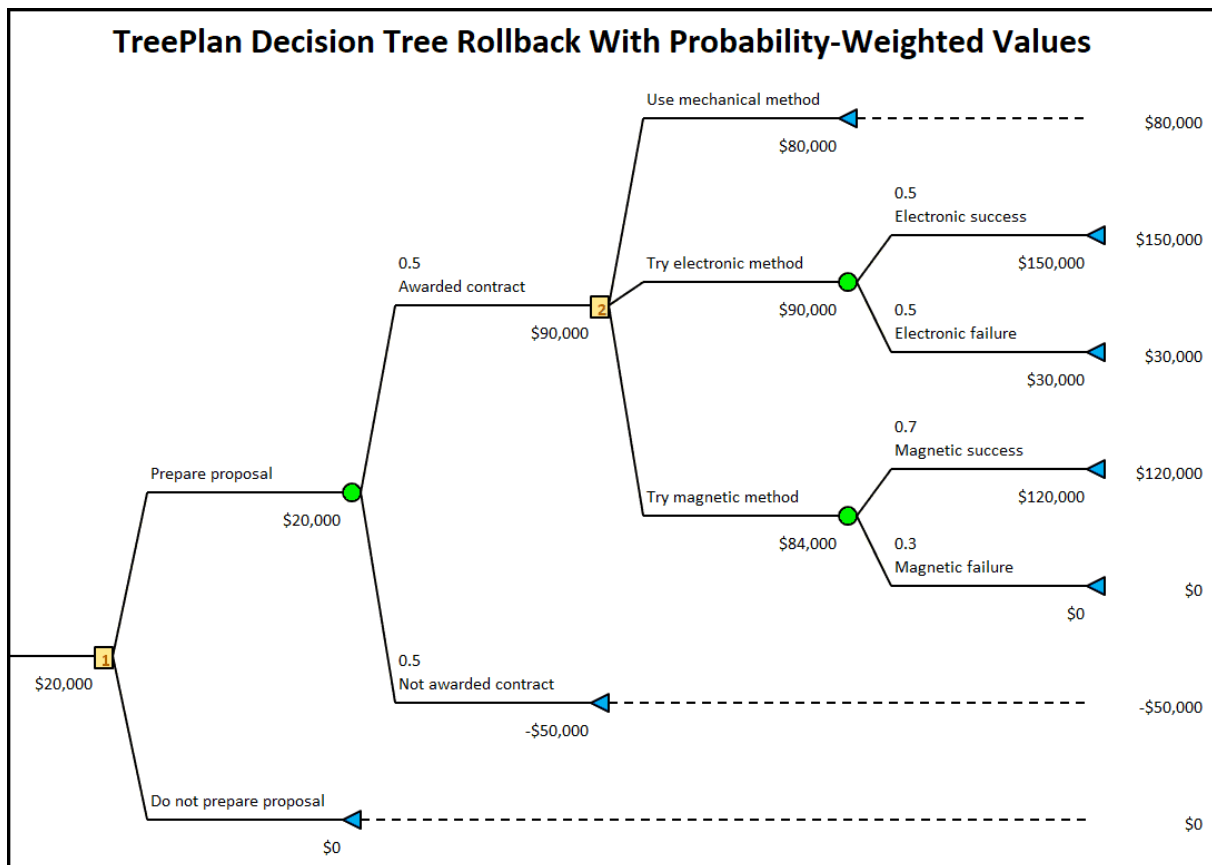 TreePlan Decision Tree Rollback With Probability-Weighted Values
Use mechanical method
$80,000
$80,000
0.5
Electronic success
$150,000
$150,000
0.5
Awarded contract
$90,000
2
Try electronic method
$90,000
0.5
Electronic failure
$30,000
$30,000
0.7
Magnetic success
$120,000
$120,000
Prepare proposal
$20,000
Try magnetic method
$84,000
0.3
Magnetic failure
$0
$0
1
$20,000
0.5
Not awarded contract
-$50,000
-$50,000
Do not prepare proposal
$0
$0